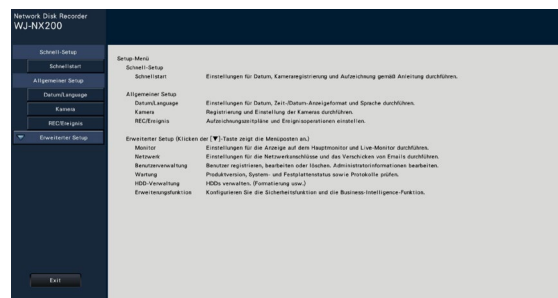 Network Disk Recorder
WJ-NX200
Schnell-Setup
Schnellstart
Allgemeiner Setup
Datum/Language
Kamera
REC/Ereignis
▼ Erweiterter Setup
Exit
Setup-Menü
Schnell-Setup
Schnellstart Einstellungen für Datum, Kameraregistrierung und Aufzeichnung gemäß Anleitung durchführen.
Allgemeiner Setup
Datum/Language Einstellungen für Datum, Zeit-/Datum-Anzeigeformat und Sprache durchführen.
Kamera Registrierung und Einstellung der Kameras durchführen.
REC/Ereignis Aufzeichnungszeitpläne und Ereignisoperationen einstellen.
Erweiterter Setup (Klicken der [▼]-Taste zeigt die Menüposten an.)
Monitor Einstellungen für die Anzeige auf dem Hauptmonitor und Live-Monitor durchführen.
Netzwerk Einstellungen für die Netzwerkanschlüsse und das Verschicken von Emails durchführen.
Benutzerverwaltung Benutzer registrieren, bearbeiten oder löschen. Administratorinformationen bearbeiten.
Wartung Produktversion, System- und Festplattenstatus sowie Protokolle prüfen.
HDD-Verwaltung HDDs verwalten. (Formatierung usw.)
Erweiterungsfunktion Konfigurieren Sie die Sicherheitsfunktion und die Business-Intelligence-Funktion.